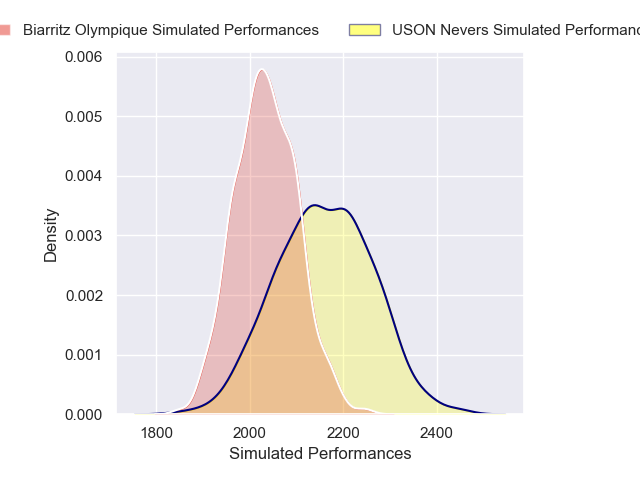 Biarritz Olympique Simulated Performances USON Nevers Simulated
0.006
0.005
0.004
0.003
0.002
0.001
0.000
Density
1800 2000 2200 2400
Simulated Performances